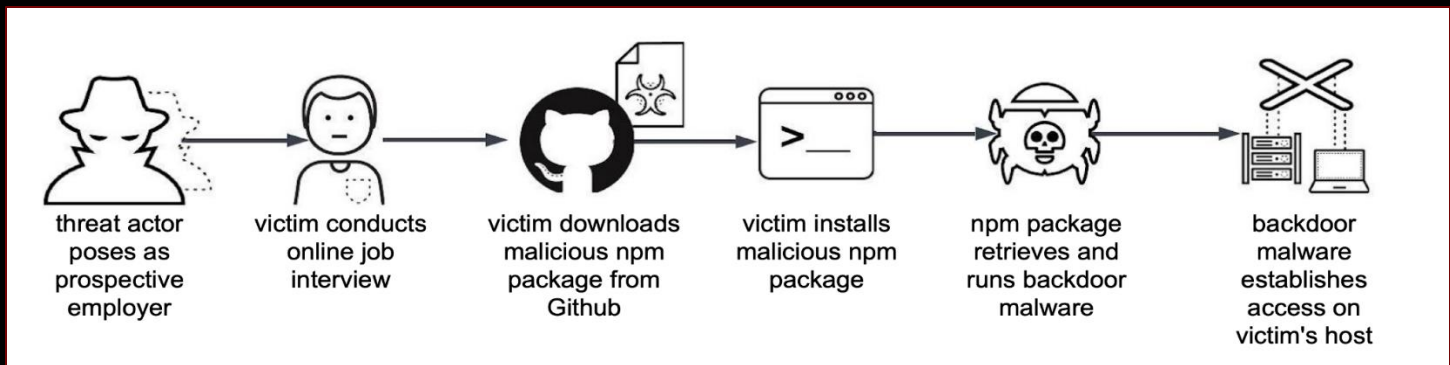 threat actor
poses as
prospective
employer
victim conducts
online job
interview
victim downloads
malicious npm
package from
Github
>_
victim installs
malicious npm
package
npm package
retrieves and
runs backdoor
malware
backdoor
malware
establishes
access on
victim's host